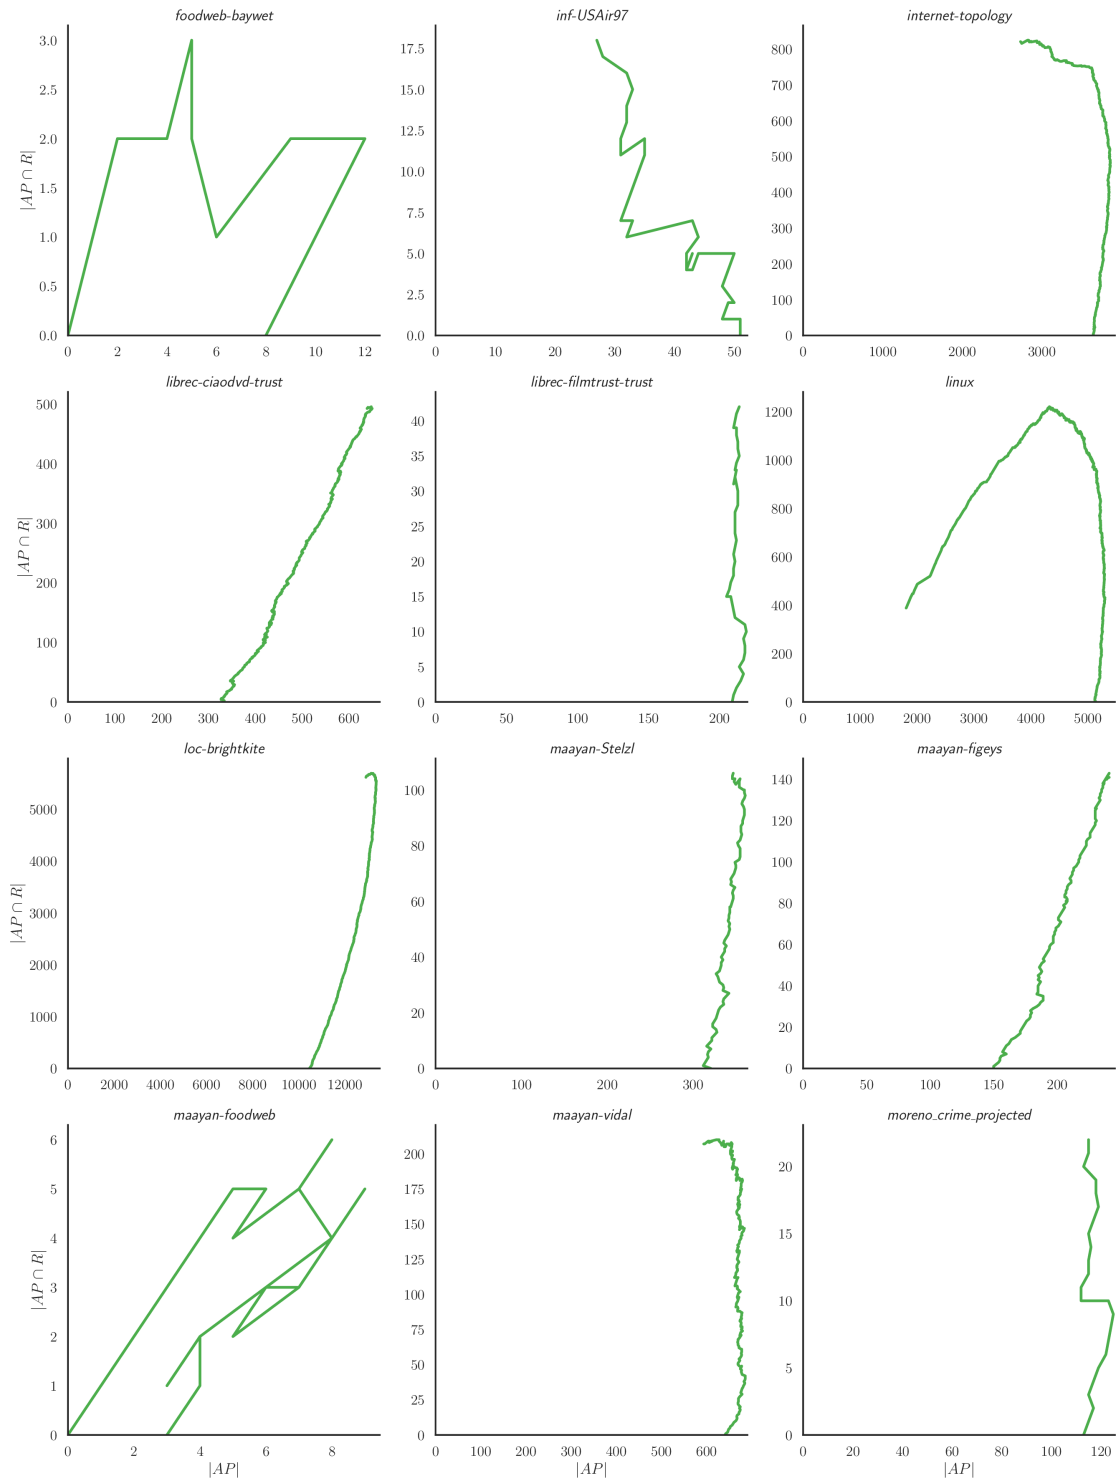 foodweb-baywet
inf-USAir97
internet-topology
3.0
2.5
2.0
1.5
1.0
0.5
0.0
|AP ∩ R|
0 2 4 6 8 10 12
17.5
15.0
12.5
10.0
7.5
5.0
2.5
0.0
0 10 20 30 40 50
800
700
600
500
400
300
200
100
0
0 1000 2000 3000
librec-ciaodvd-trust
librec-filmtrust-trust
linux
500
400
300
200
100
0
|AP ∩ R|
0 100 200 300 400 500 600
40
35
30
25
20
15
10
5
0
0 50 100 150 200
1200
1000
800
600
400
200
0
0 1000 2000 3000 4000 5000
loc-brightkite
maayan-Stelzl
maayan-figeys
5000
4000
3000
2000
1000
0
|AP ∩ R|
0 2000 4000 6000 8000 10000 12000
100
80
60
40
20
0
0 100 200 300
140
120
100
80
60
40
20
0
0 50 100 150 200
maayan-foodweb
maayan-vidal
moreno_crime_projected
6
5
4
3
2
1
0
|AP ∩ R|
0 2 4 6 8
|AP|
200
175
150
125
100
75
50
25
0
0 100 200 300 400 500 600
|AP|
20
15
10
5
0
0 20 40 60 80 100 120
|AP|